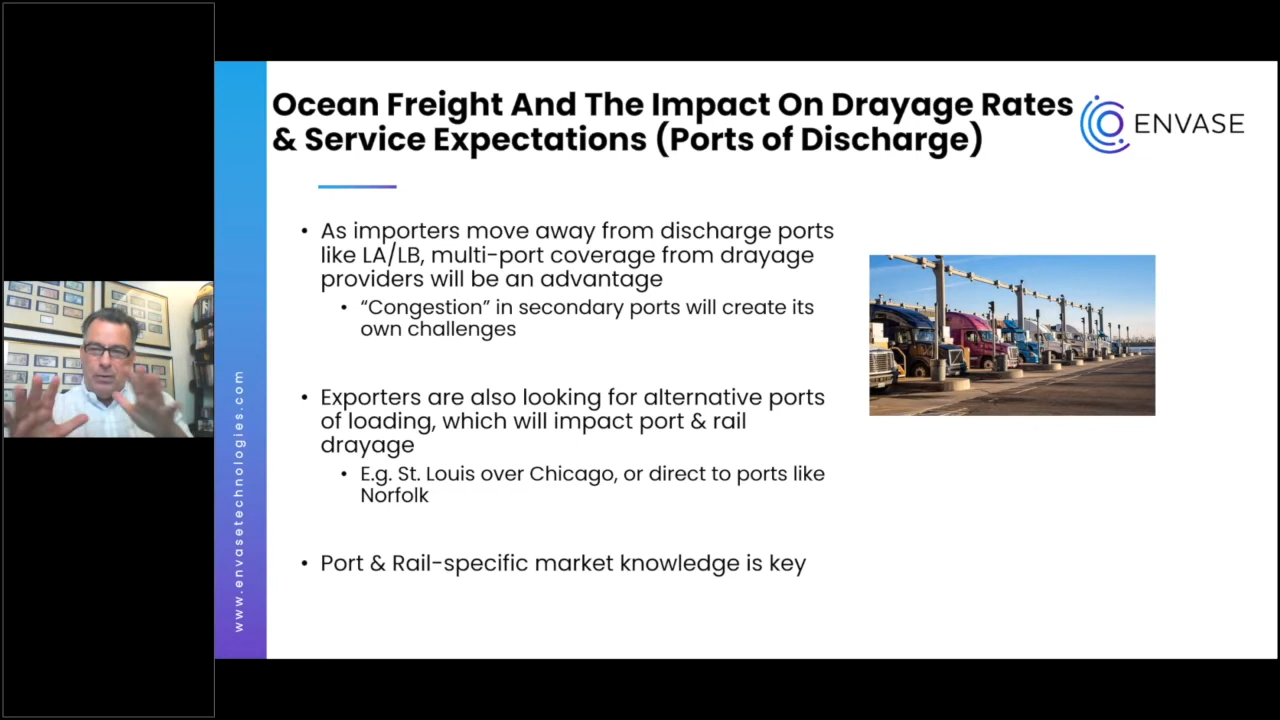 Ocean Freight And The Impact On Drayage Rates
& Service Expectations (Ports of Discharge)
ENVASE
• As importers move away from discharge ports
like LA/LB, multi-port coverage from drayage
providers will be an advantage
• “Congestion” in secondary ports will create its
own challenges
• Exporters are also looking for alternative ports
of loading, which will impact port & rail
drayage
• E.g. St. Louis over Chicago, or direct to ports like
Norfolk
• Port & Rail-specific market knowledge is key
www.envasetechnologies.com